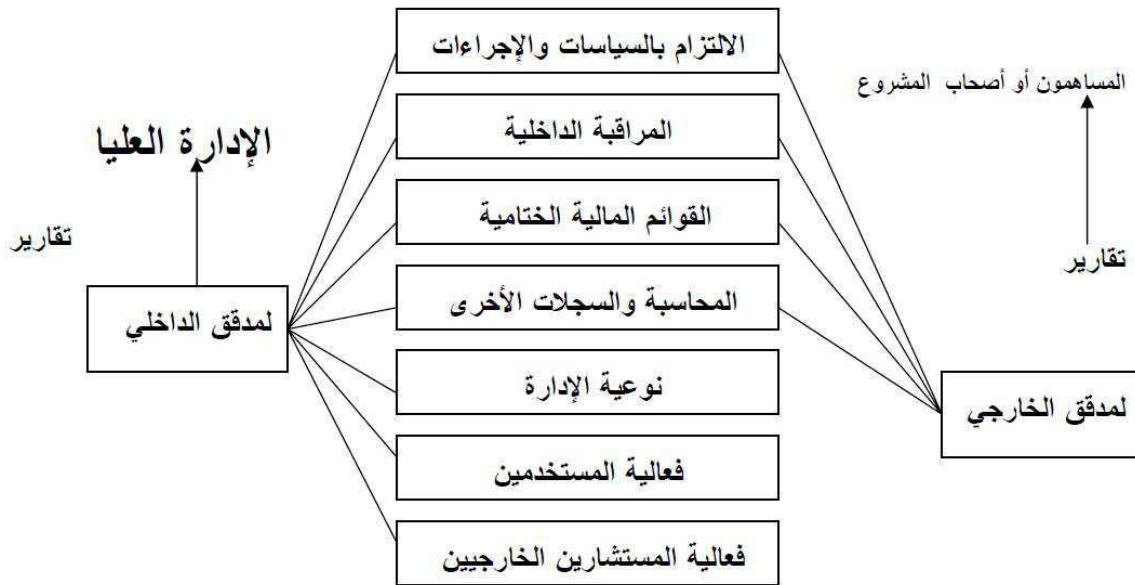 الالتزام بالسياسات والإجراءات
المساهمون أو أصحاب المشروع
المراقبة الداخلية
الإدارة العليا
القوائم المالية الختامية
تقارير
تقارير
المحاسبة والسجلات الأخرى
لمدقق الداخلي
نوعية الإدارة
لمدقق الخارجي
فعالية المستخدمين
فعالية المستشارين الخارجيين